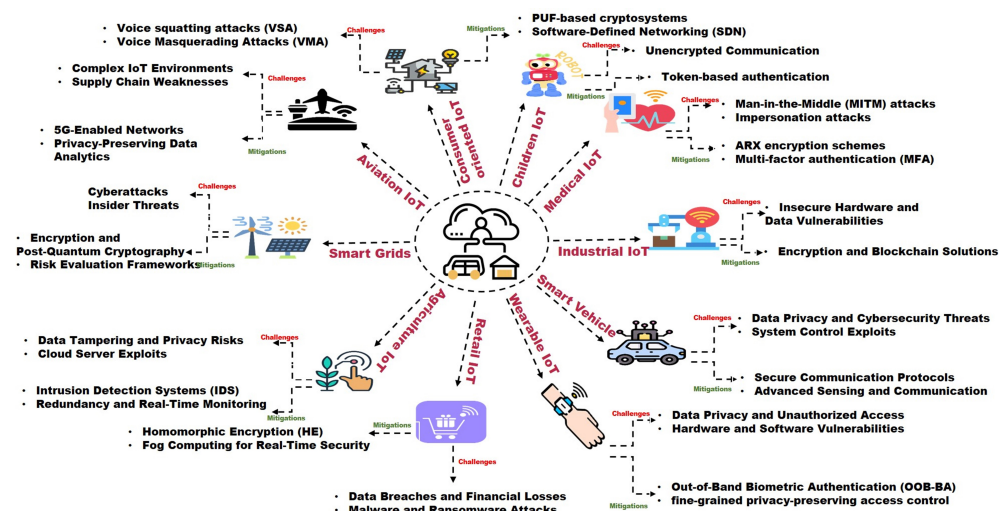 Voice squatting attacks (VSA)
Voice Masquerading Attacks (VMA)
Challenges
Mitigations
PUF-based cryptosystems
Software-Defined Networking (SDN)
ROBOT
Challenges
Unencrypted Communication
Mitigations
Token-based authentication
Complex IoT Environments
Supply Chain Weaknesses
Challenges
5G-Enabled Networks
Privacy-Preserving Data
Analytics
Mitigations
Challenges
Man-in-the-Middle (MITM) attacks
Impersonation attacks
ARX encryption schemes
Multi-factor authentication (MFA)
Mitigations
Aviation IoT
Consumer
oriented IoT
Children IoT
Medical IoT
Cyberattacks
Insider Threats
Challenges
Encryption and
Post-Quantum Cryptography
Risk Evaluation Frameworks
Mitigations
Smart Grids
Industrial IoT
Challenges
Insecure Hardware and
Data Vulnerabilities
Encryption and Blockchain Solutions
Mitigations
Agriculture IoT
Retail IoT
Wearable IoT
Smart Vehicle
Challenges
Data Privacy and Cybersecurity Threats
System Control Exploits
Secure Communication Protocols
Advanced Sensing and Communication
Mitigations
Data Tampering and Privacy Risks
Cloud Server Exploits
Challenges
Intrusion Detection Systems (IDS)
Redundancy and Real-Time Monitoring
Mitigations
Homomorphic Encryption (HE)
Fog Computing for Real-Time Security
Mitigations
Challenges
Data Breaches and Financial Losses
Malware and Ransomware Attacks
Challenges
Data Privacy and Unauthorized Access
Hardware and Software Vulnerabilities
Out-of-Band Biometric Authentication (OOB-BA)
fine-grained privacy-preserving access control
Mitigations